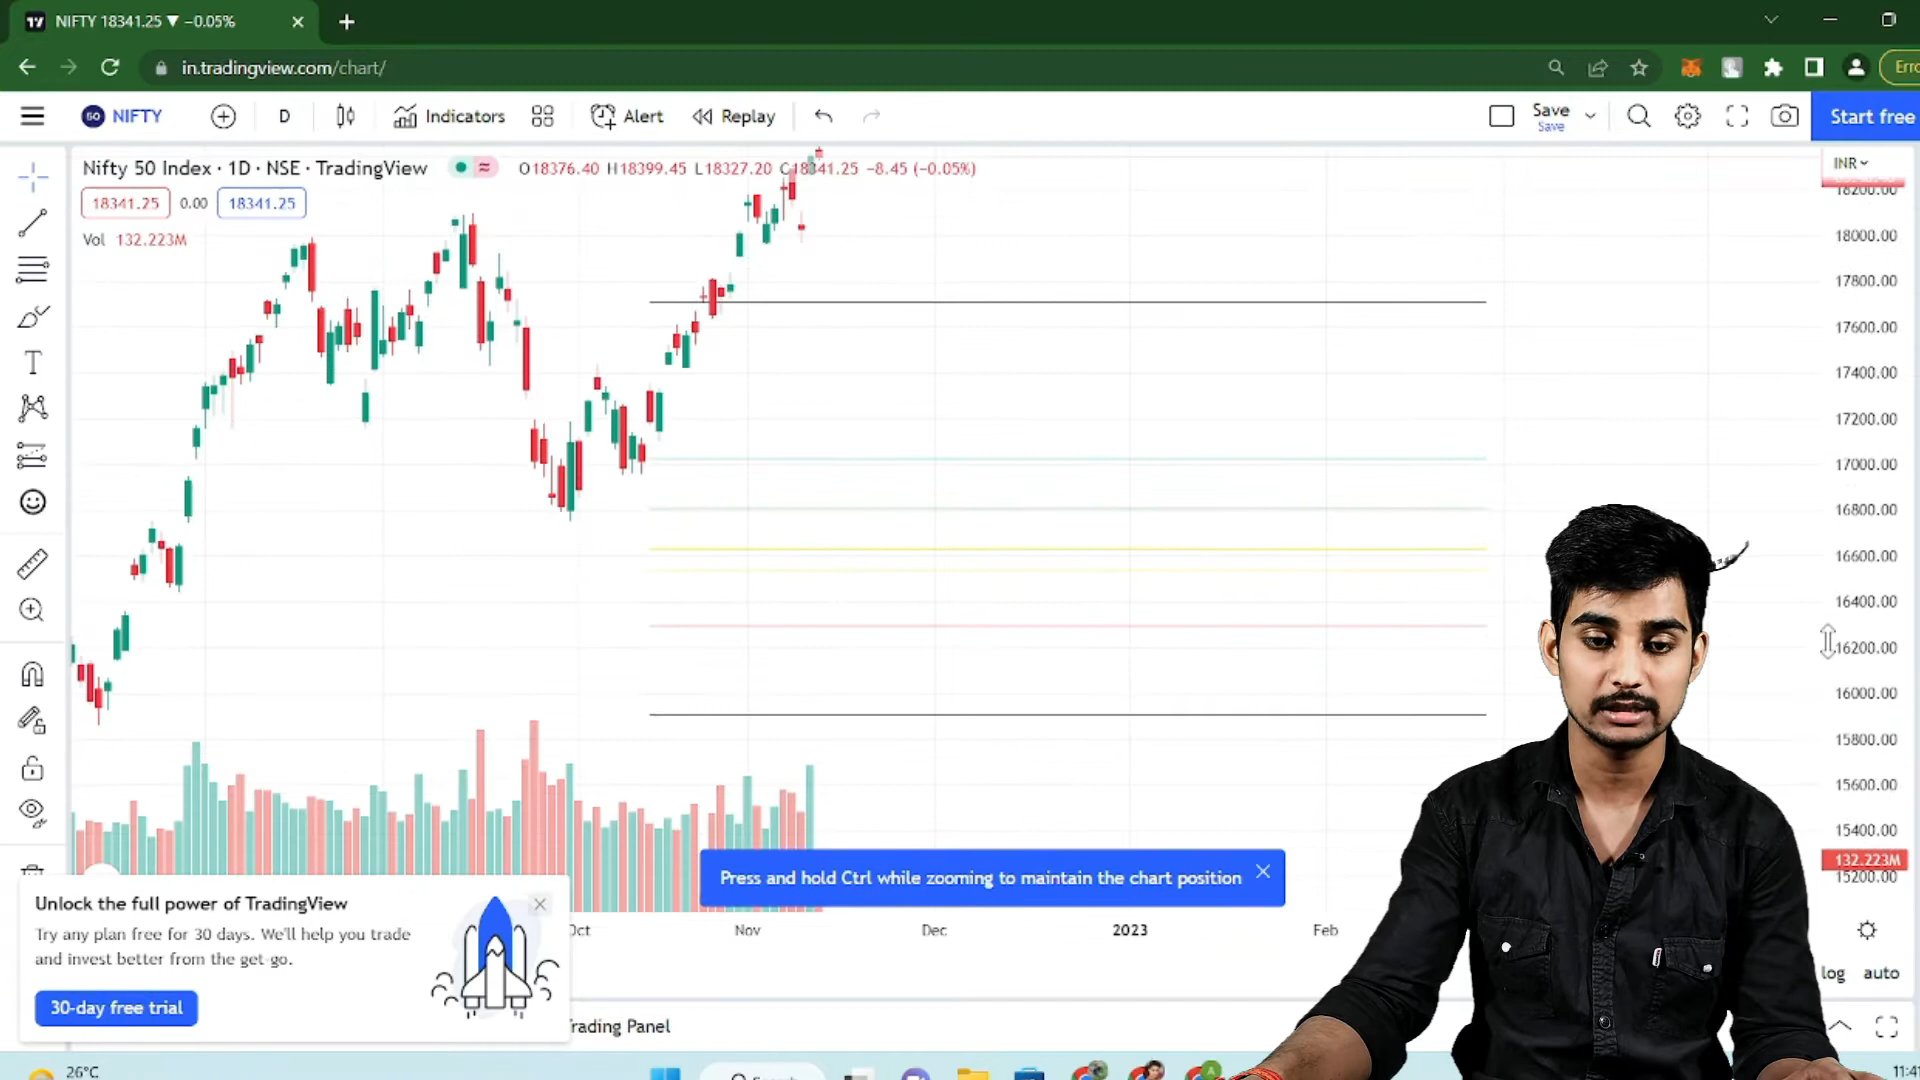 NIFTY 18341.25 ▼ −0.05%
in.tradingview.com/chart/
NIFTY
D
Indicators
Alert
Replay
Save
Save
Start free
Nifty 50 Index · 1D · NSE · TradingView
O18376.40 H18399.45 L18327.20 C18341.25 −8.45 (−0.05%)
INR
18341.25 0.00 18341.25
Vol 132.223M
18200.00
18000.00
17800.00
17600.00
17400.00
17200.00
17000.00
16800.00
16600.00
16400.00
16200.00
16000.00
15800.00
15600.00
15400.00
132.223M
15200.00
Press and hold Ctrl while zooming to maintain the chart position
Unlock the full power of TradingView
Try any plan free for 30 days. We'll help you trade
and invest better from the get-go.
30-day free trial
Nov
Dec
2023
Feb
log auto
Trading Panel
26°C